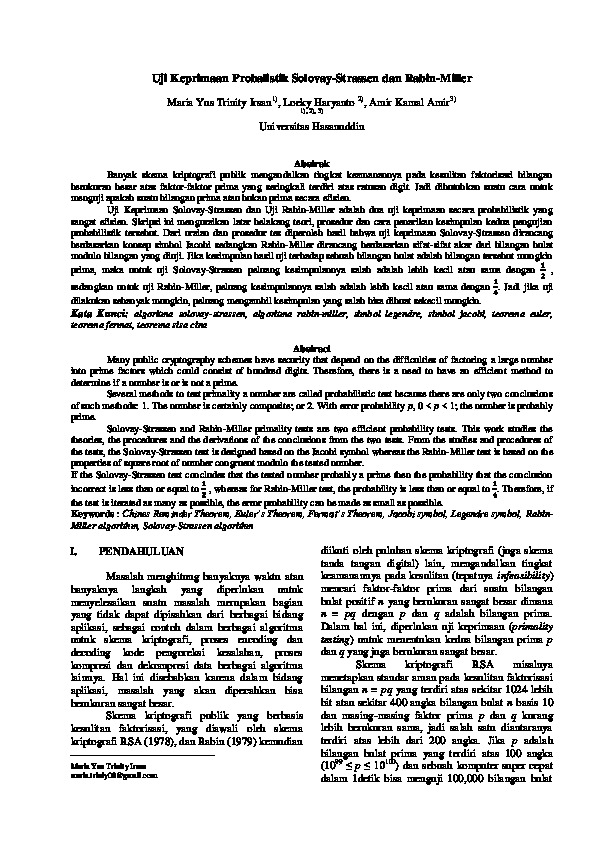 Uji Keprimaan Probalistik Solovay-Strassen dan Rabin-Miller
Maria Yus Trinity Irsan 1), Loeky Haryanto 2), Amir Kamal Amir 3)
1), 2), 3)
Universitas Hasanuddin
Abstrak
Banyak skema kriptografi publik mengandalkan tingkat keamanannya pada kesulitan faktorisasi bilangan
berukuran besar atas faktor-faktor prima yang seringkali terdiri atas ratusan digit. Jadi dibutuhkan suatu cara untuk
menguji apakah suatu bilangan prima atau bukan prima secara efisien.
Uji Keprimaan Solovay-Strassen dan Uji Rabin-Miller adalah dua uji keprimaan secara probabilistik yang
sangat efisien. Skripsi ini menguraikan latar belakang teori, prosedur dan cara penarikan kesimpulan kedua pengujian
probabilistik tersebut. Dari uraian dan prosedur tes diperoleh hasil bahwa uji keprimaan Solovay-Strassen dirancang
berdasarkan konsep simbol Jacobi sedangkan Rabin-Miller dirancang berdasarkan sifat-sifat akar dari bilangan bulat
modulo bilangan yang diuji. Jika kesimpulan hasil uji terhadap sebuah bilangan bulat adalah bilangan tersebut mungkin
prima, maka untuk uji Solovay-Strassen peluang kesimpulannya salah adalah lebih kecil atau sama dengan 1/2 ,
sedangkan untuk uji Rabin-Miller, peluang kesimpulannya salah adalah lebih kecil atau sama dengan 1/4. Jadi jika uji
dilakukan sebanyak mungkin, peluang mengambil kesimpulan yang salah bisa dibuat sekecil mungkin.
Kata Kunci: algoritma solovay-strassen, algoritma rabin-miller, simbol legendre, simbol jacobi, teorema euler,
teorema fermat, teorema sisa cina
Abstract
Many public cryptography schemes have security that depend on the difficulties of factoring a large number
into prime factors which could consist of hundred digits. Therefore, there is a need to have an efficient method to
determine if a number is or is not a prime.
Several methods to test primality a number are called probabilistic test because there are only two conclusions
of such methods: 1. The number is certainly composite; or 2. With error probability p, 0 < p < 1; the number is probably
prime.
Solovay-Strassen and Rabin-Miller primality tests are two efficient probability tests. This work studies the
theories, the procedures and the derivations of the conclusions from the two tests. From the studies and procedures of
the tests, the Solovay-Strassen test is designed based on the Jacobi symbol whereas the Rabin-Miller test is based on the
properties of square root of number congruent modulo the tested number.
If the Solovay-Strassen test concludes that the tested number probably a prime then the probability that the conclusion
incorrect is less than or equal to 1/2 , whereas for Rabin-Miller test, the probability is less than or equal to 1/4. Therefore, if
the test is iterated as many as possible, the error probability can be made as small as possible.
Keywords : Chines Remainder Theorem, Euler's Theorem, Fermat's Theorem, Jacobi symbol, Legendre symbol, Rabin-
Miller algorithm, Solovay-Strassen algorithm
I. PENDAHULUAN
Masalah menghitung banyaknya waktu atau
banyaknya langkah yang diperlukan untuk
menyelesaikan suatu masalah merupakan bagian
yang tidak dapat dipisahkan dari berbagai bidang
aplikasi, sebagai contoh dalam berbagai algoritma
untuk skema kriptografi, proses encoding dan
decoding kode pengoreksi kesalahan, proses
kompresi dan dekompresi data berbagai algoritma
lainnya. Hal ini disebabkan karena dalam bidang
aplikasi, masalah yang akan dipecahkan bisa
berukuran sangat besar.
Skema kriptografi publik yang berbasis
kesulitan faktorisasi, yang diawali oleh skema
kriptografi RSA (1978), dan Rabin (1979) kemudian
Maria Yus Trinity Irsan
maria.trinity08@gmail.com
diikuti oleh puluhan skema kriptografi (juga skema
tanda tangan digital) lain, mengandalkan tingkat
keamanannya pada kesulitan (tepatnya infeasibility)
mencari faktor-faktor prima dari suatu bilangan
bulat positif n yang berukuran sangat besar dimana
n = pq dengan p dan q adalah bilangan prima.
Dalam hal ini, diperlukan uji keprimaan (primality
testing) untuk menentukan kedua bilangan prima p
dan q yang juga berukuran sangat besar.
Skema kriptografi RSA misalnya
menetapkan standar aman pada kesulitan faktorisasi
bilangan n = pq yang terdiri atas sekitar 1024 lebih
bit atau sekitar 400 angka bilangan bulat n basis 10
dan masing-masing faktor prima p dan q kurang
lebih berukuran sama, jadi salah satu diantaranya
terdiri atas lebih dari 200 angka. Jika p adalah
bilangan bulat prima yang terdiri atas 100 angka
(10^99 ≤ p ≤ 10^100) dan sebuah komputer super cepat
dalam 1detik bisa menguji 100,000 bilangan bulat